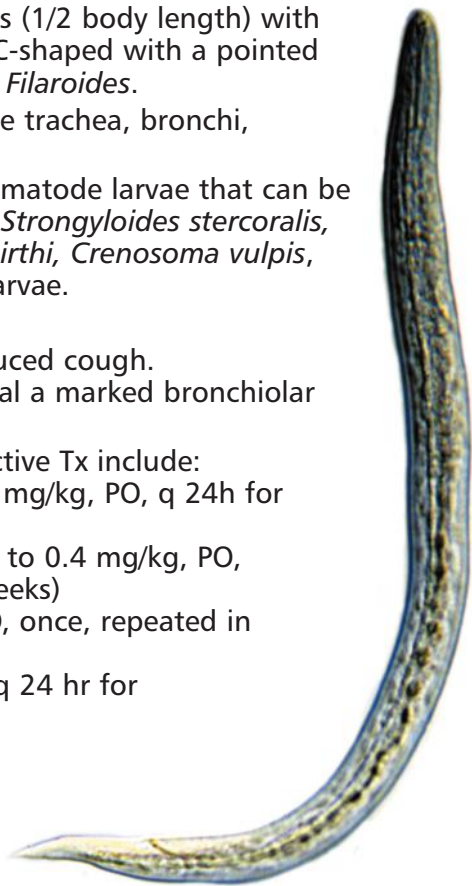 s (1/2 body length) with
C-shaped with a pointed
Filaroides.
e trachea, bronchi,
matode larvae that can be
Strongyloides stercoralis,
irthi, Crenosoma vulpis,
arvae.
uced cough.
al a marked bronchiolar
ctive Tx include:
mg/kg, PO, q 24h for
to 0.4 mg/kg, PO,
eeks)
, once, repeated in
q 24 hr for